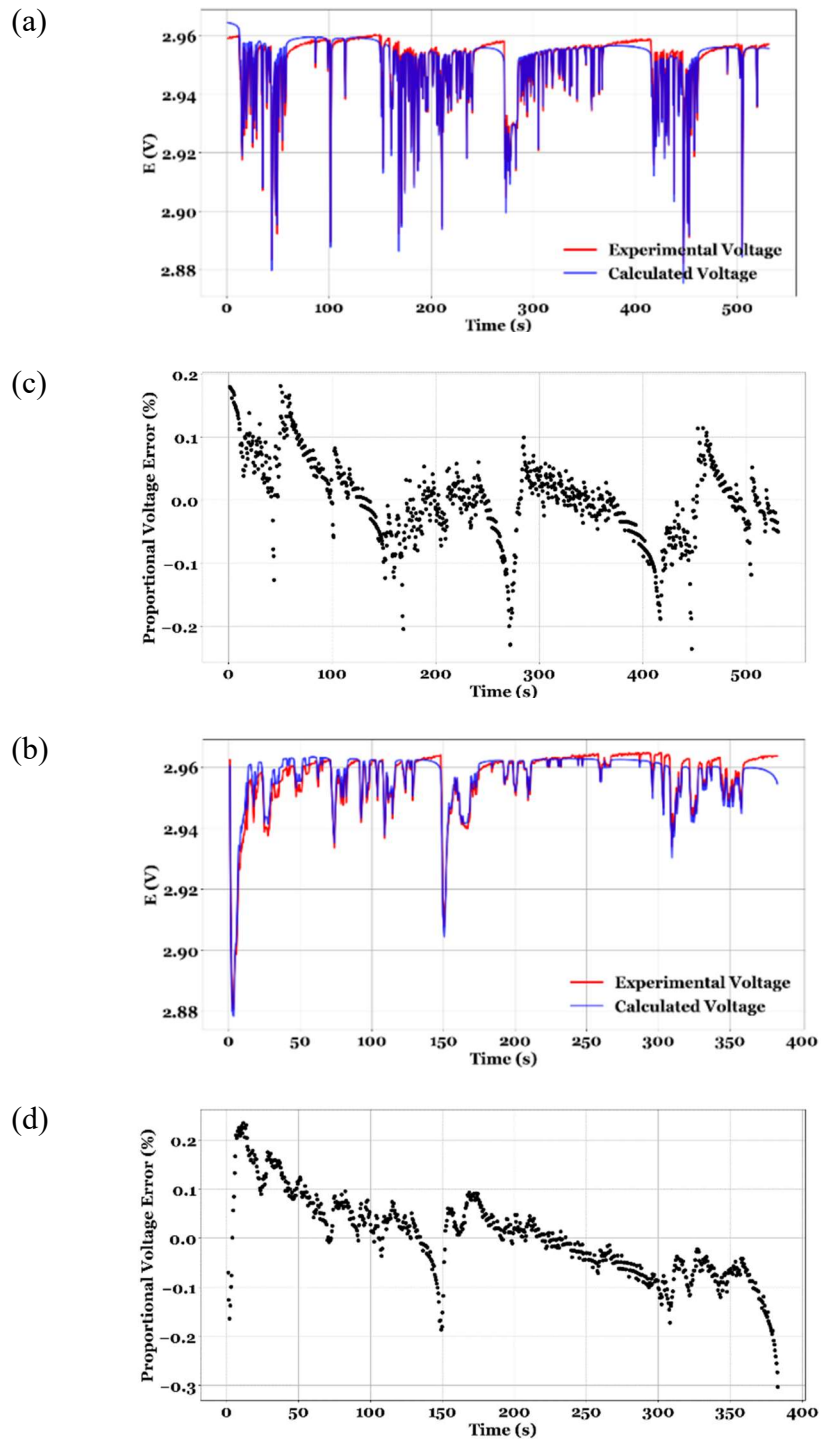 (a)
E (V)
2.96
2.94
2.92
2.90
2.88
Experimental Voltage
Calculated Voltage
0 100 200 300 400 500
Time (s)
(c)
Proportional Voltage Error (%)
0.2
0.1
0.0
−0.1
−0.2
0 100 200 300 400 500
Time (s)
(b)
E (V)
2.96
2.94
2.92
2.90
2.88
Experimental Voltage
Calculated Voltage
0 50 100 150 200 250 300 350 400
Time (s)
(d)
Proportional Voltage Error (%)
0.2
0.1
0.0
−0.1
−0.2
−0.3
0 50 100 150 200 250 300 350 400
Time (s)